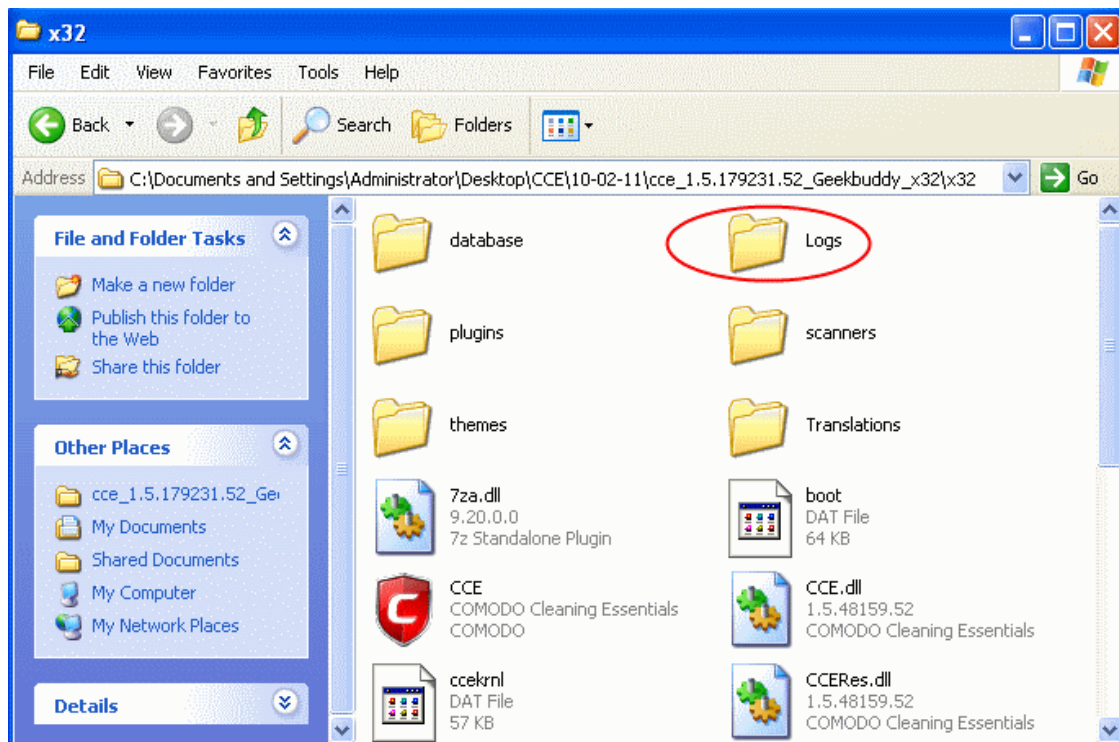 x32
File Edit View Favorites Tools Help
Back Search Folders
Address C:\Documents and Settings\Administrator\Desktop\CCE\10-02-11\cce_1.5.179231.52_Geekbuddy_x32\x32 Go
File and Folder Tasks
Make a new folder
Publish this folder to
the Web
Share this folder
Other Places
cce_1.5.179231.52_Gee
My Documents
Shared Documents
My Computer
My Network Places
Details
database
Logs
plugins
scanners
themes
Translations
7za.dll
9.20.0.0
7z Standalone Plugin
boot
DAT File
64 KB
CCE
COMODO Cleaning Essentials
COMODO
CCE.dll
1.5.48159.52
COMODO Cleaning Essentials
ccekrnl
DAT File
57 KB
CCERes.dll
1.5.48159.52
COMODO Cleaning Essentials